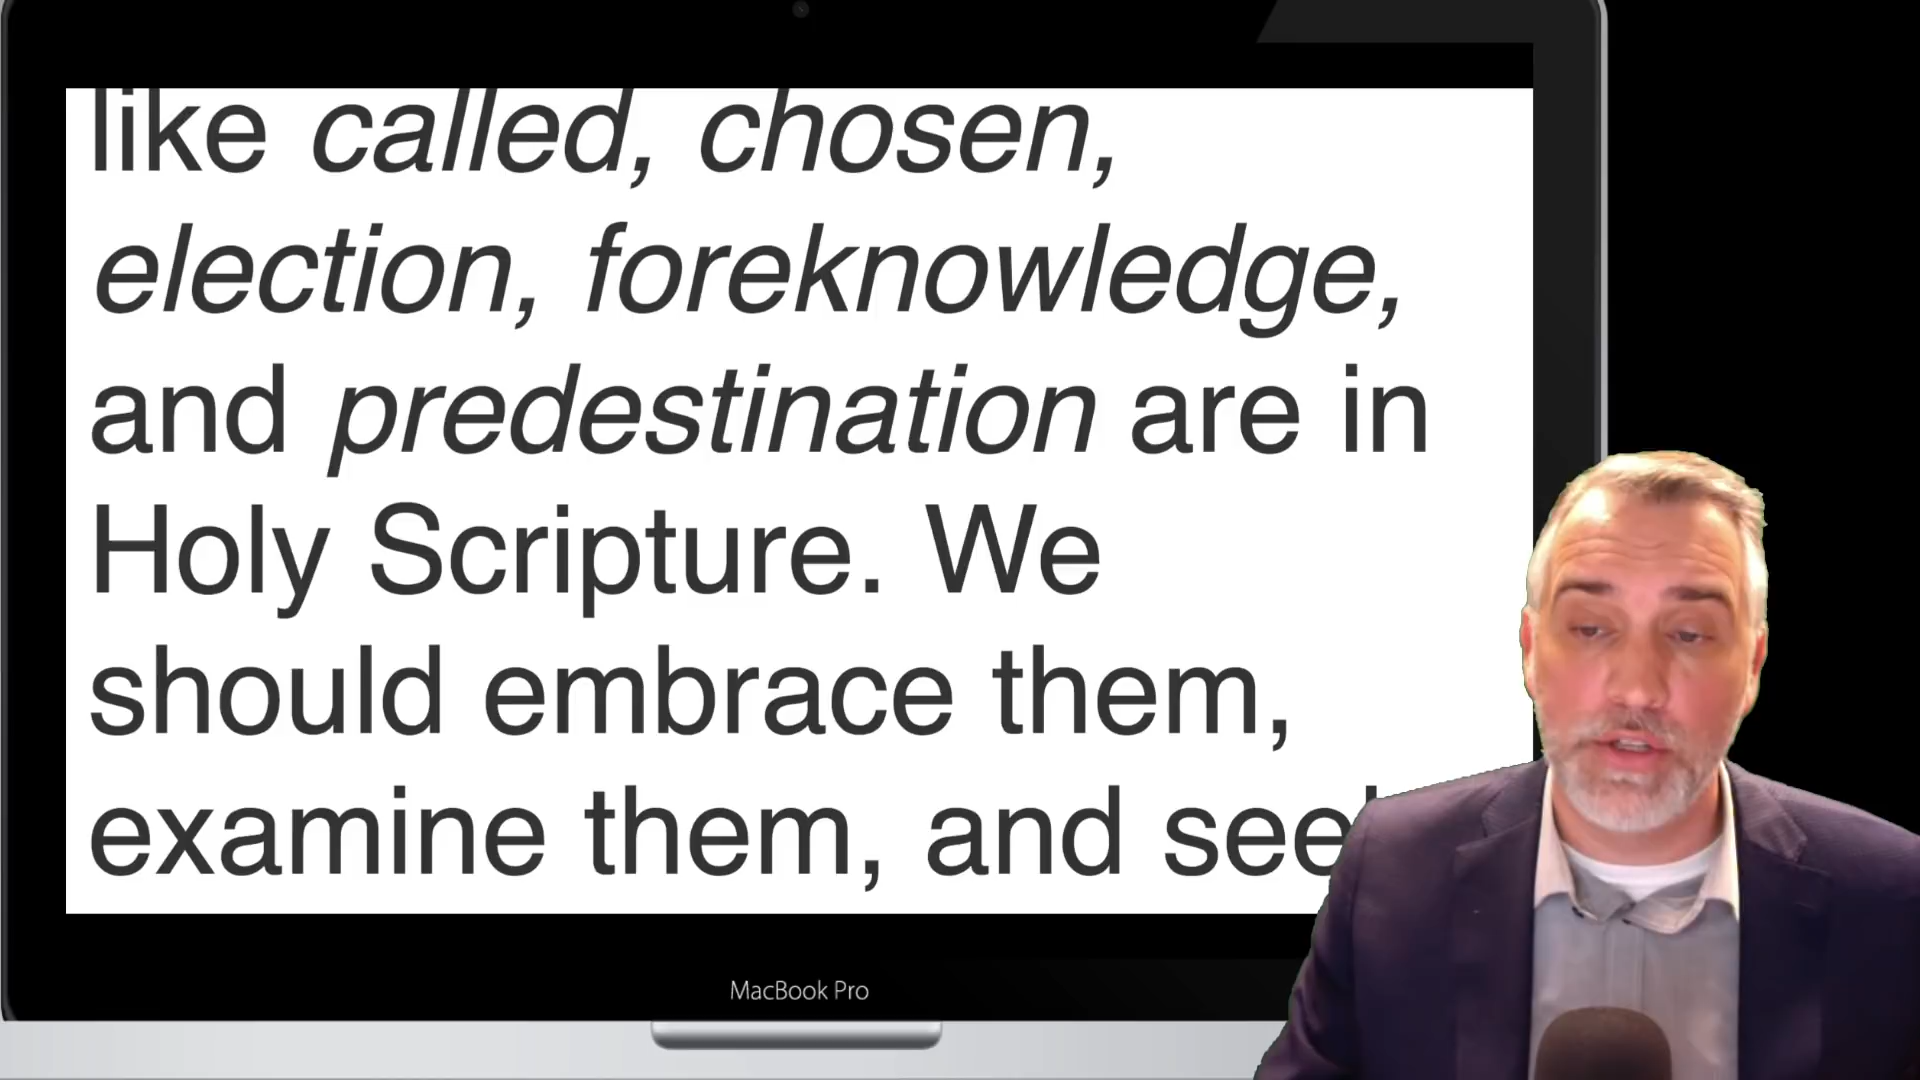 like called, chosen,
election, foreknowledge,
and predestination are in
Holy Scripture. We
should embrace them,
examine them, and
MacBook Pro